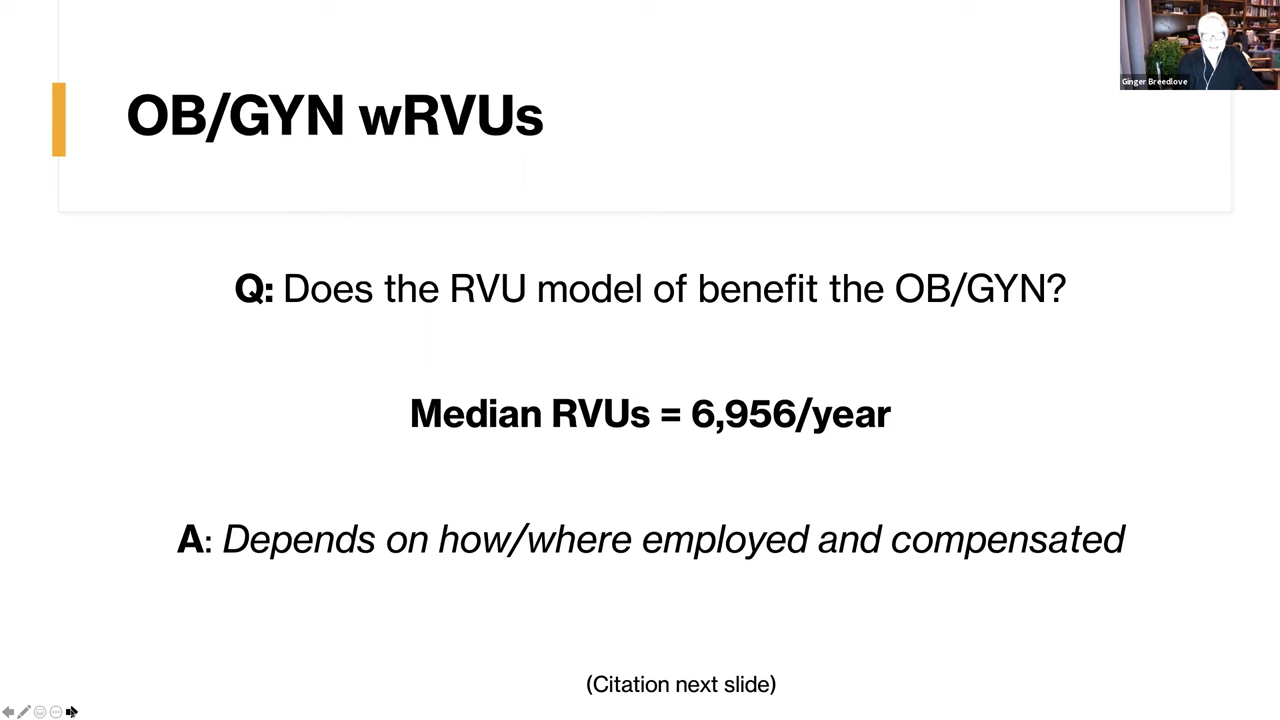 Ginger Breedlove
OB/GYN wRVUs
Q: Does the RVU model of benefit the OB/GYN?
Median RVUs = 6,956/year
A: Depends on how/where employed and compensated
(Citation next slide)